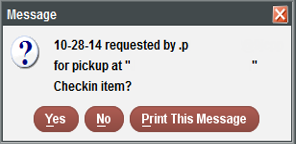 Message
10-28-14 requested by .p
for pickup at " "
Checkin item?
Yes No Print This Message